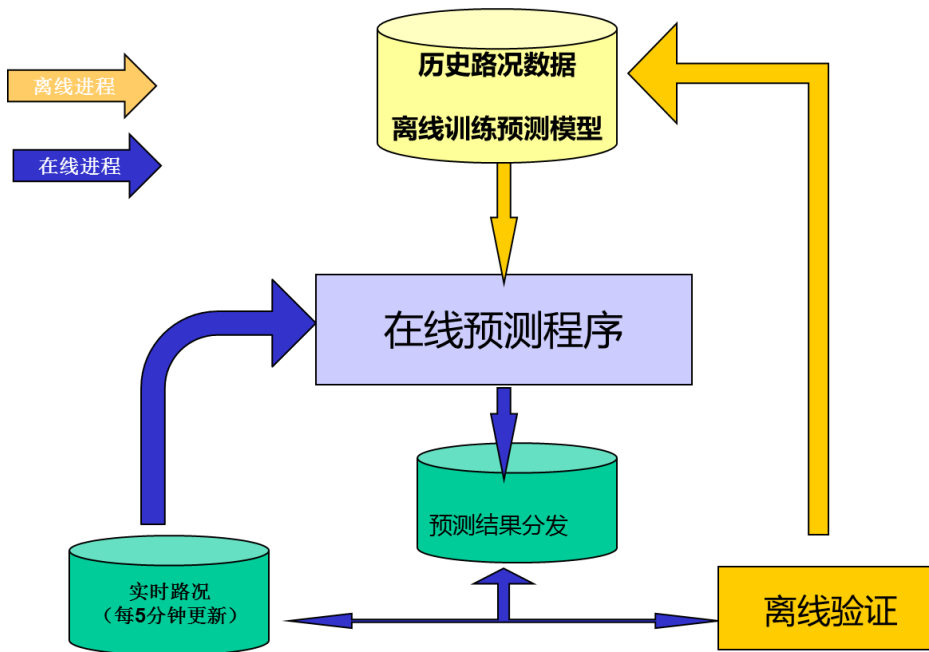 历史路况数据
离线训练预测模型
离线进程
在线进程
在线预测程序
预测结果分发
实时路况
（每5分钟更新）
离线验证